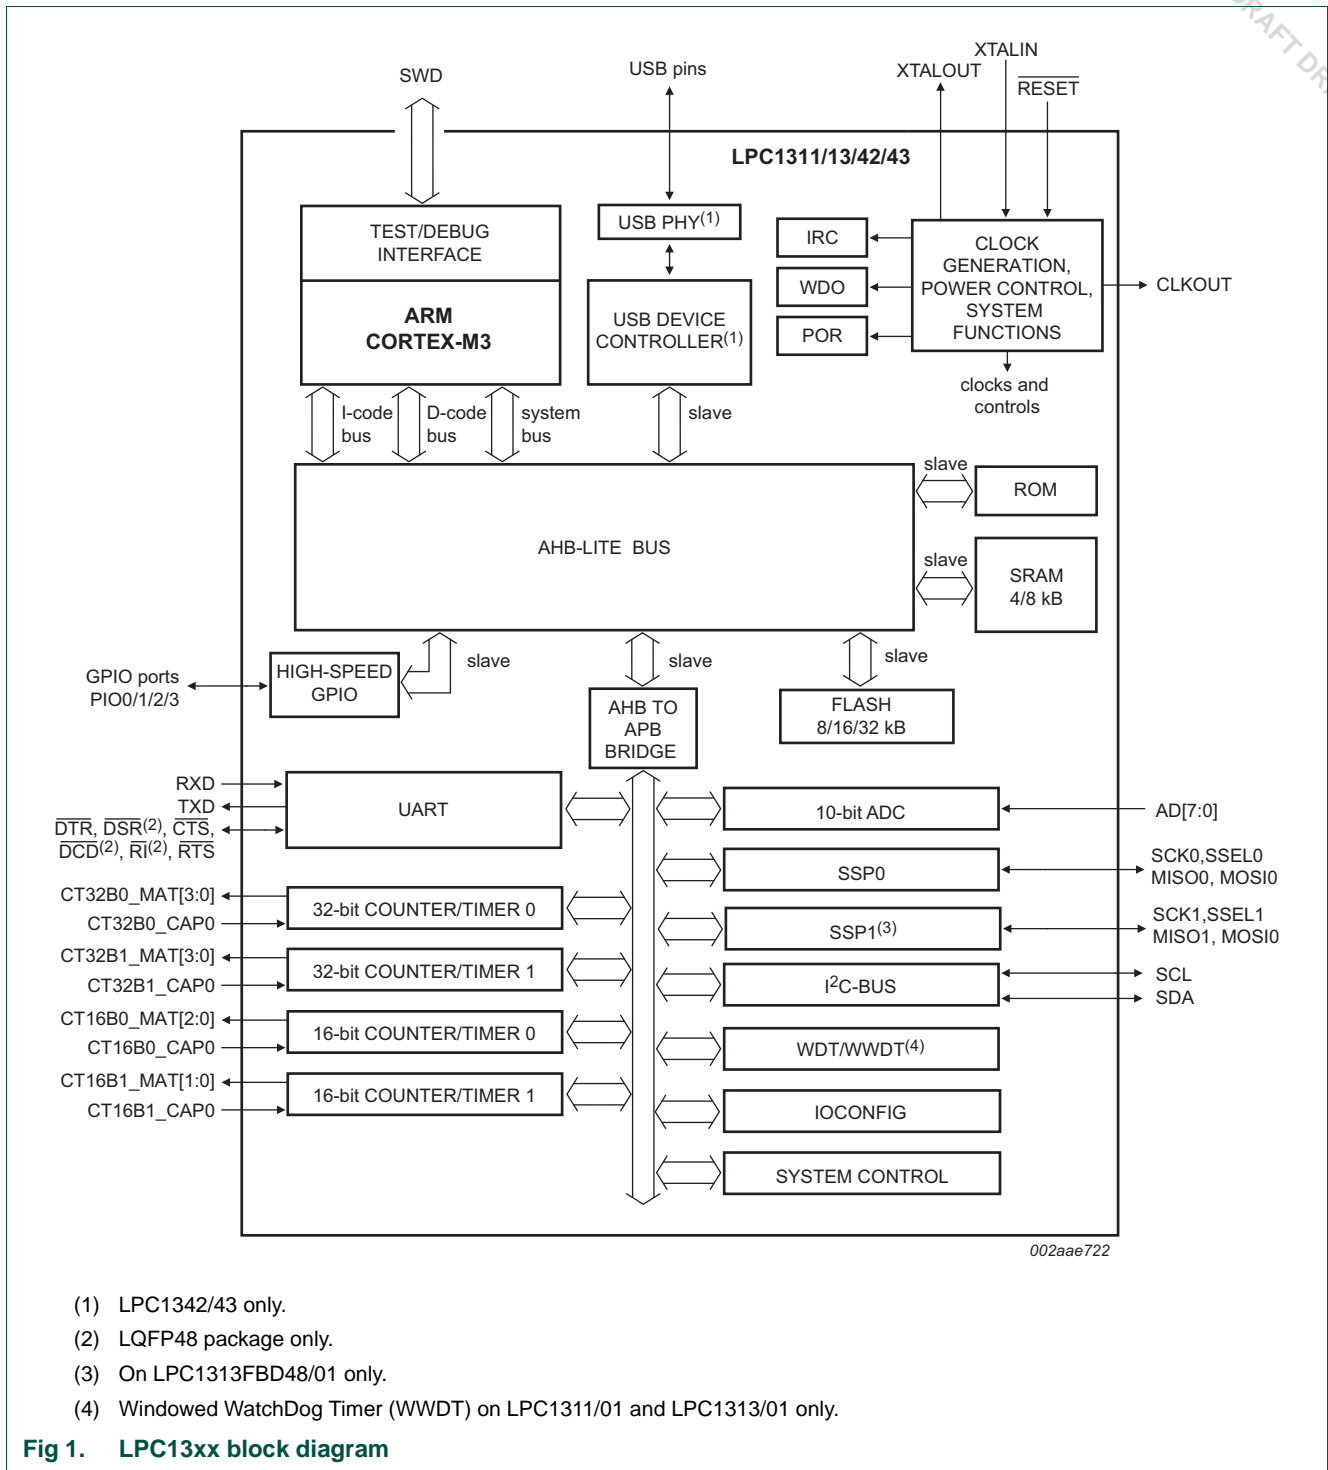 DRAFT DRA
XTALIN
XTALOUT
RESET
USB pins
SWD
LPC1311/13/42/43
TEST/DEBUG
INTERFACE
ARM
CORTEX-M3
USB PHY(1)
USB DEVICE
CONTROLLER(1)
IRC
WDO
POR
CLOCK
GENERATION,
POWER CONTROL,
SYSTEM
FUNCTIONS
CLKOUT
clocks and
controls
I-code
bus
D-code
bus
system
bus
slave
AHB-LITE BUS
slave
ROM
slave
SRAM
4/8 kB
GPIO ports
PIO0/1/2/3
HIGH-SPEED
GPIO
slave
slave
slave
AHB TO
APB
BRIDGE
FLASH
8/16/32 kB
RXD
TXD
DTR, DSR(2), CTS,
DCD(2), RI(2), RTS
UART
10-bit ADC
AD[7:0]
SSP0
SCK0,SSEL0
MISO0, MOSI0
CT32B0_MAT[3:0]
CT32B0_CAP0
32-bit COUNTER/TIMER 0
SSP1(3)
SCK1,SSEL1
MISO1, MOSI0
CT32B1_MAT[3:0]
CT32B1_CAP0
32-bit COUNTER/TIMER 1
I2C-BUS
SCL
SDA
CT16B0_MAT[2:0]
CT16B0_CAP0
16-bit COUNTER/TIMER 0
WDT/WWDT(4)
CT16B1_MAT[1:0]
CT16B1_CAP0
16-bit COUNTER/TIMER 1
IOCONFIG
SYSTEM CONTROL
002aae722
(1) LPC1342/43 only.
(2) LQFP48 package only.
(3) On LPC1313FBD48/01 only.
(4) Windowed WatchDog Timer (WWDT) on LPC1311/01 and LPC1313/01 only.
Fig 1. LPC13xx block diagram